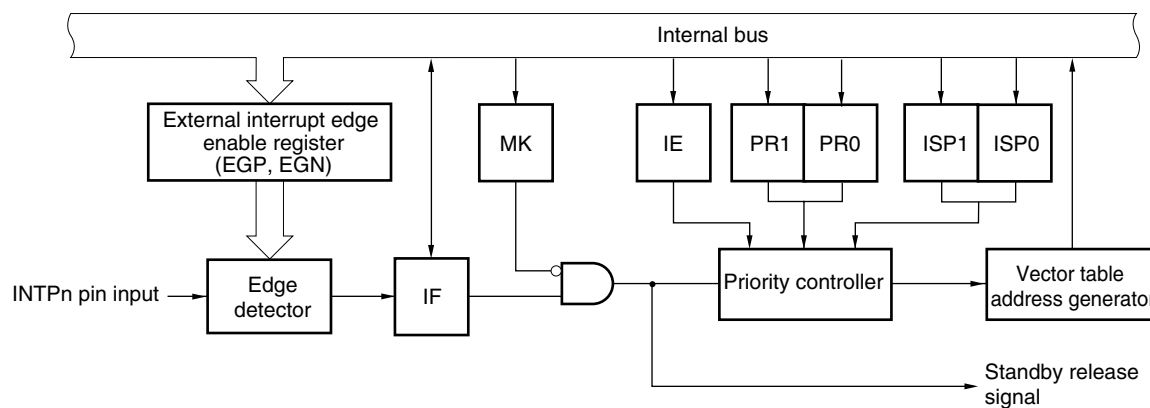 Internal bus
External interrupt edge
enable register
(EGP, EGN)
MK
IE
PR1
PR0
ISP1
ISP0
INTPn pin input
Edge
detector
IF
Priority controller
Vector table
address generator
Standby release
signal